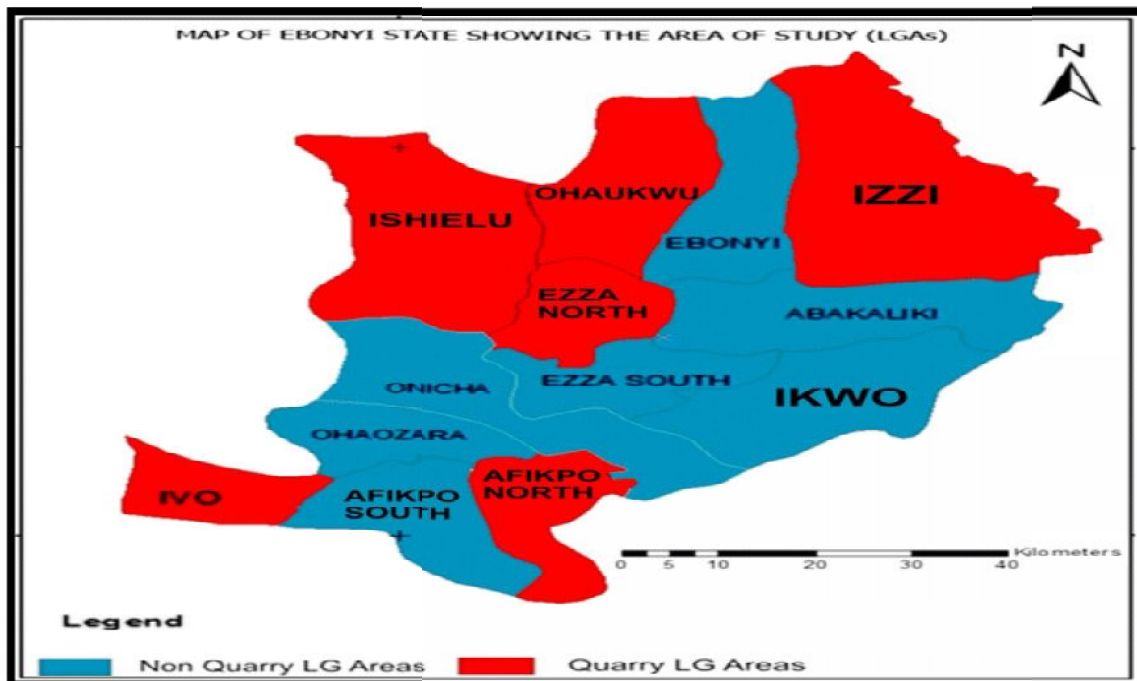 MAP OF EBONYI STATE SHOWING THE AREA OF STUDY (LGAs)
N
OHAUKWU
IZZI
ISHIELU
EBONYI
EZZA
NORTH
ABAKALIKI
EZZA SOUTH
ONICHA
IKWO
OHAOZARA
AFIKPO
NORTH
IVO
AFIKPO
SOUTH
Kilometers
0 5 10 20 30 40
Legend
Non Quarry LG Areas
Quarry LG Areas